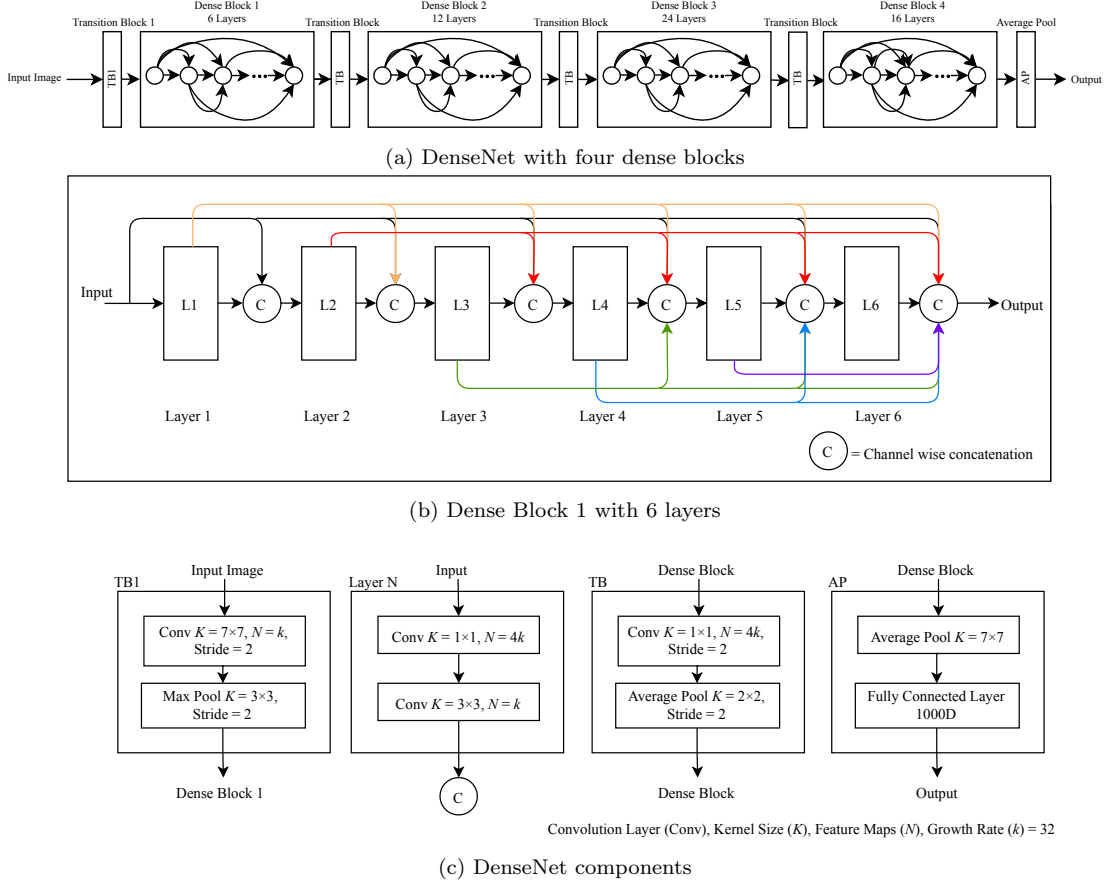 Dense Block 1
6 Layers
Dense Block 2
12 Layers
Dense Block 3
24 Layers
Dense Block 4
16 Layers
Transition Block 1
Transition Block
Transition Block
Transition Block
Average Pool
Input Image
TB1
TB
TB
TB
AP
Output
(a) DenseNet with four dense blocks
Input
L1
C
L2
C
L3
C
L4
C
L5
C
L6
C
Output
Layer 1
Layer 2
Layer 3
Layer 4
Layer 5
Layer 6
C = Channel wise concatenation
(b) Dense Block 1 with 6 layers
TB1
Input Image
Conv K = 7×7, N = k,
Stride = 2
Max Pool K = 3×3,
Stride = 2
Dense Block 1
Layer N
Input
Conv K = 1×1, N = 4k
Conv K = 3×3, N = k
C
TB
Dense Block
Conv K = 1×1, N = 4k,
Stride = 2
Average Pool K = 2×2,
Stride = 2
Dense Block
AP
Dense Block
Average Pool K = 7×7
Fully Connected Layer
1000D
Output
Convolution Layer (Conv), Kernel Size (K), Feature Maps (N), Growth Rate (k) = 32
(c) DenseNet components